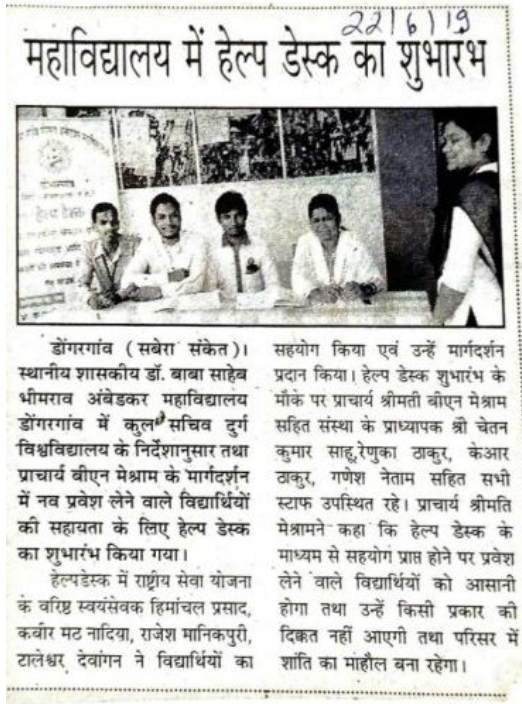 22/6/19
महाविद्यालय में हेल्प डेस्क का शुभारंभ
हेल्प डेस्क
डोंगरगांव (सबेरा संकेत)।
स्थानीय शासकीय डॉ. बाबा साहेब
भीमराव अंबेडकर महाविद्यालय
डोंगरगांव में कुल सचिव दुर्ग
विश्वविद्यालय के निर्देशानुसार तथा
प्राचार्य बीएन मेश्राम के मार्गदर्शन
में नव प्रवेश लेने वाले विद्यार्थियों
की सहायता के लिए हेल्प डेस्क
का शुभारंभ किया गया।
हेल्पडेस्क में राष्ट्रीय सेवा योजना
के वरिष्ठ स्वयंसेवक हिमांचल प्रसाद,
कबीर मठ नादिया, राजेश मानिकपुरी,
टालेश्वर देवांगन ने विद्यार्थियों का
सहयोग किया एवं उन्हें मार्गदर्शन
प्रदान किया। हेल्प डेस्क शुभारंभ के
मौके पर प्राचार्य श्रीमती बीएन मेश्राम
सहित संस्था के प्राध्यापक श्री चेतन
कुमार साहू,रेणुका ठाकुर, केआर
ठाकुर, गणेश नेताम सहित सभी
स्टाफ उपस्थित रहे। प्राचार्य श्रीमति
मेश्रामने कहा कि हेल्प डेस्क के
माध्यम से सहयोग प्राप्त होने पर प्रवेश
लेने वाले विद्यार्थियों को आसानी
होगा तथा उन्हें किसी प्रकार की
दिक्कत नहीं आएगी तथा परिसर में
शांति का माहौल बना रहेगा।